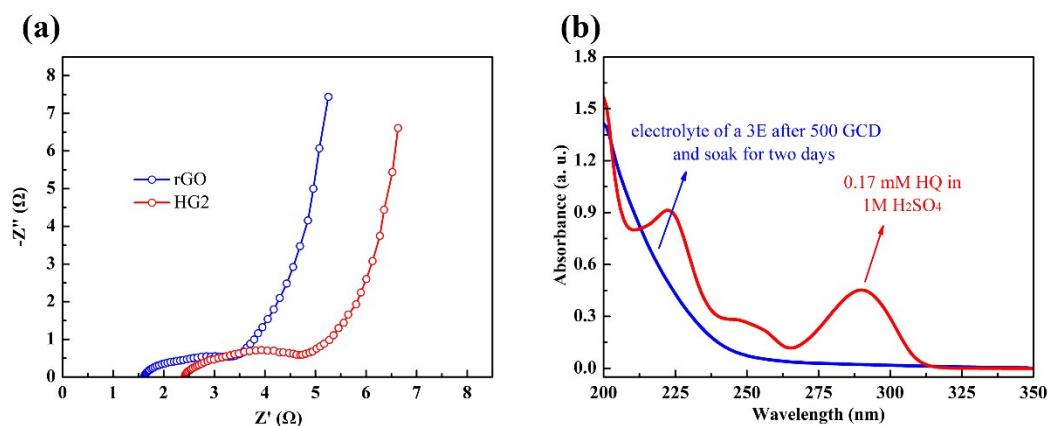 (a)
8
7
6
5
4
3
2
1
0
-Z'' (Ω)
rGO
HG2
0 1 2 3 4 5 6 7 8
Z' (Ω)
(b)
1.8
1.5
1.2
0.9
0.6
0.3
0.0
Absorbance (a. u.)
electrolyte of a 3E after 500 GCD
and soak for two days
0.17 mM HQ in
1M H₂SO₄
200 225 250 275 300 325 350
Wavelength (nm)